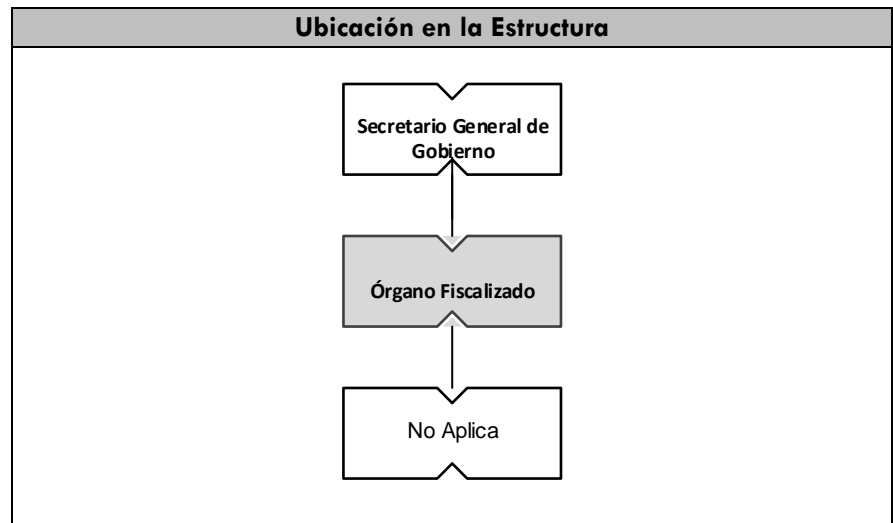 Ubicación en la Estructura
Secretario General de
Gobierno
Órgano Fiscalizado
No Aplica